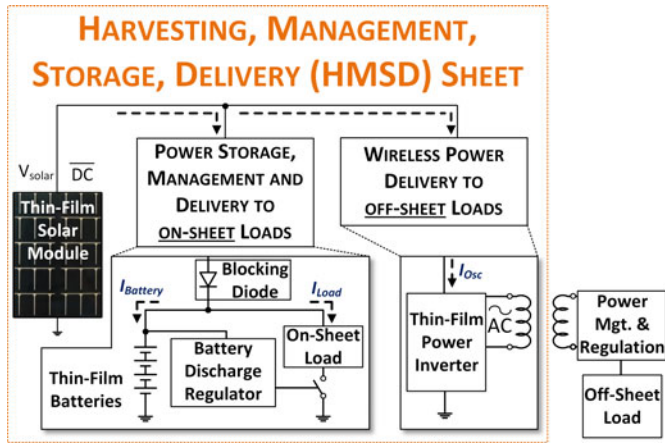 HARVESTING, MANAGEMENT,
STORAGE, DELIVERY (HMSD) SHEET
POWER STORAGE,
MANAGEMENT AND
DELIVERY TO
ON-SHEET LOADS
WIRELESS POWER
DELIVERY TO
OFF-SHEET LOADS
Vsolar DC
Thin-Film
Solar
Module
Blocking
Diode
IBattery
ILoad
On-Sheet
Load
Battery
Discharge
Regulator
Thin-Film
Batteries
IOsc
Thin-Film
Power
Inverter
AC
Power
Mgt. &
Regulation
Off-Sheet
Load